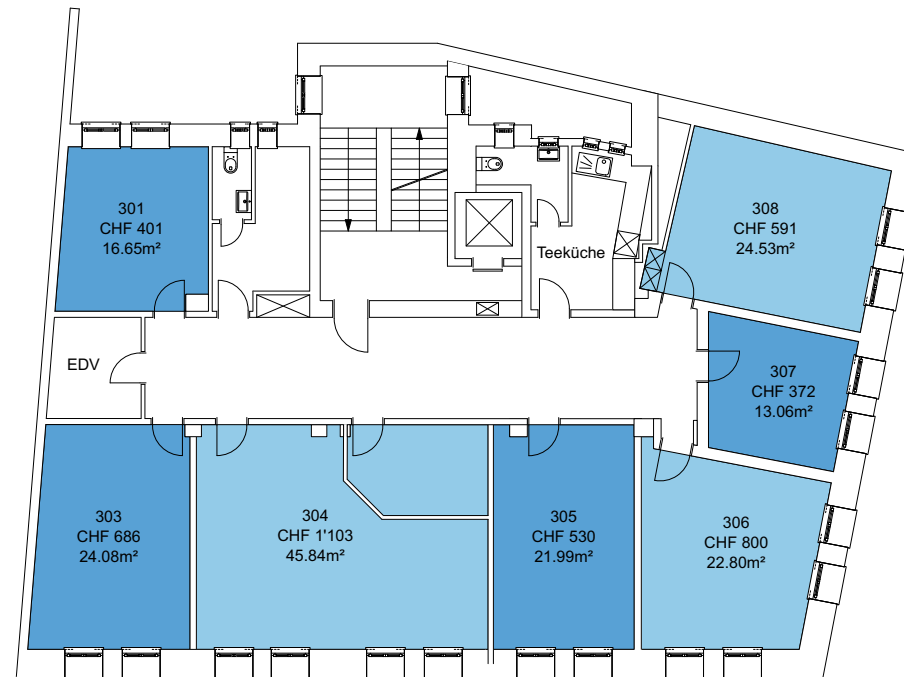 301
CHF 401
16.65m²
308
CHF 591
24.53m²
Teeküche
EDV
307
CHF 372
13.06m²
303
CHF 686
24.08m²
304
CHF 1'103
45.84m²
305
CHF 530
21.99m²
306
CHF 800
22.80m²